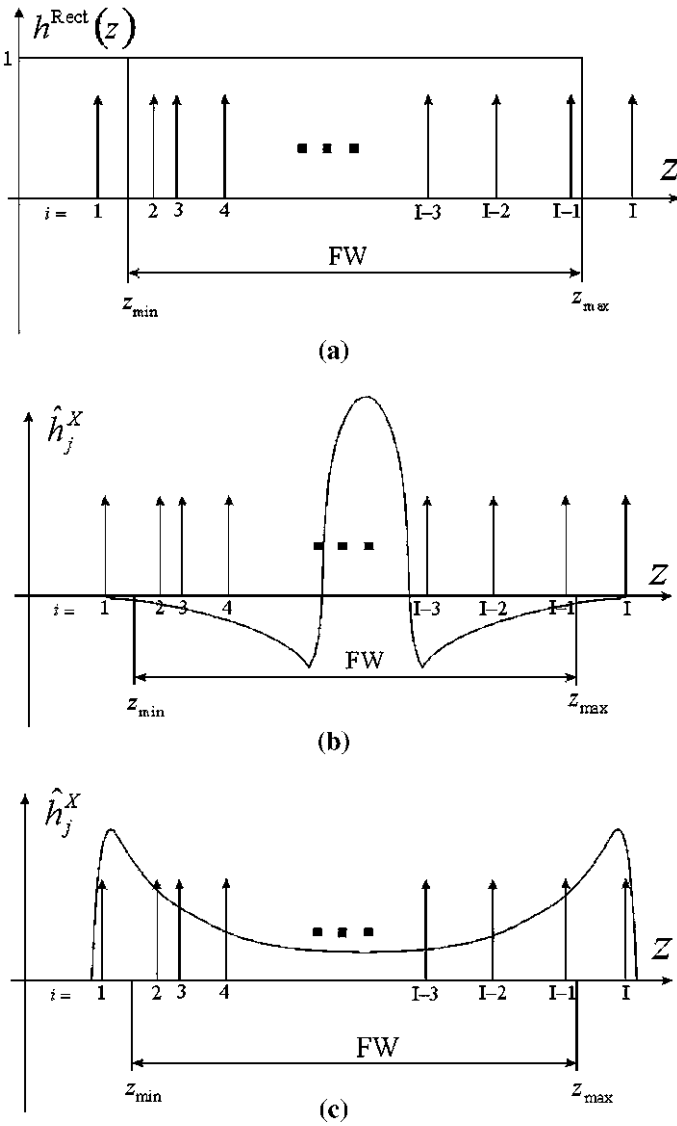 h^Rect(z)
1
Z
i = 1 2 3 4 I–3 I–2 I–1 I
FW
z_min z_max
(a)
ĥ_j^X
Z
i = 1 2 3 4 I–3 I–2 I–1 I
FW
z_min z_max
(b)
ĥ_j^X
Z
i = 1 2 3 4 I–3 I–2 I–1 I
FW
z_min z_max
(c)